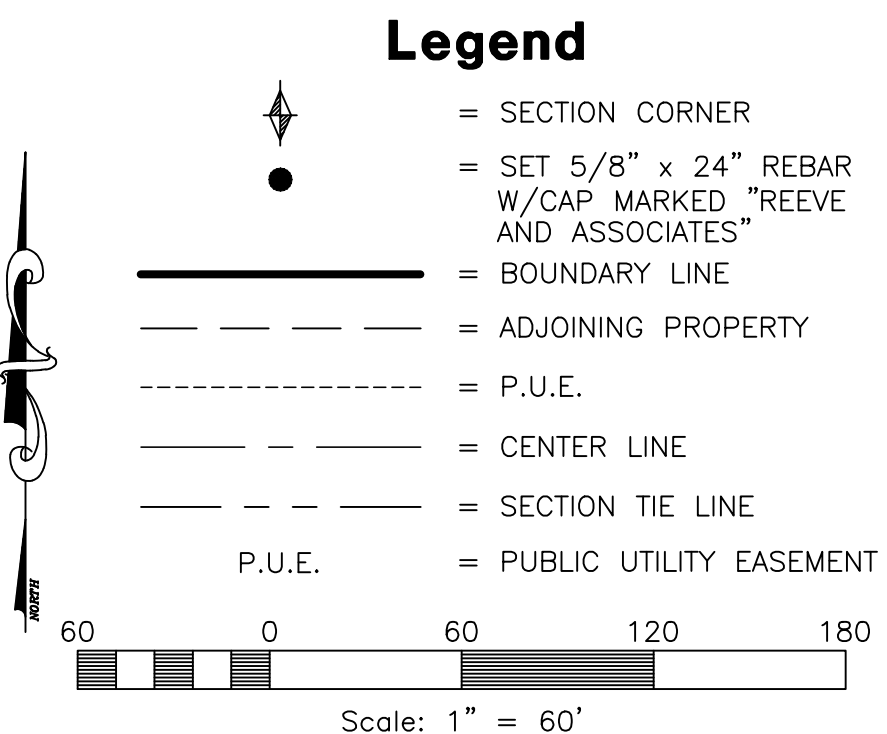 Legend
= SECTION CORNER
= SET 5/8" x 24" REBAR
W/CAP MARKED "REEVE
AND ASSOCIATES"
= BOUNDARY LINE
= ADJOINING PROPERTY
= P.U.E.
= CENTER LINE
= SECTION TIE LINE
P.U.E. = PUBLIC UTILITY EASEMENT
NORTH
60 0 60 120 180
Scale: 1" = 60'